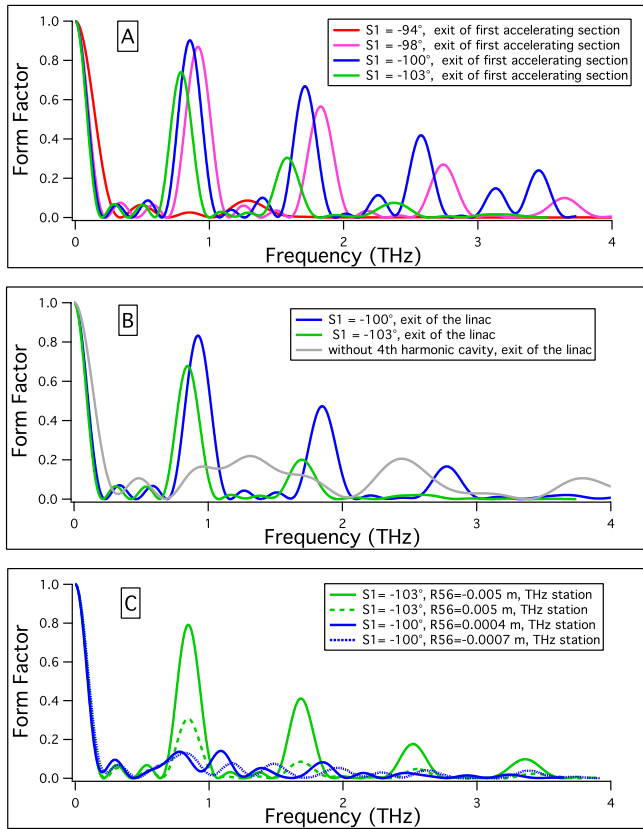 A
S1 = -94°, exit of first accelerating section
S1 = -98°, exit of first accelerating section
S1 = -100°, exit of first accelerating section
S1 = -103°, exit of first accelerating section
Form Factor
1.0
0.8
0.6
0.4
0.2
0.0
0 1 2 3 4
Frequency (THz)
B
S1 = -100°, exit of the linac
S1 = -103°, exit of the linac
without 4th harmonic cavity, exit of the linac
Form Factor
1.0
0.8
0.6
0.4
0.2
0.0
0 1 2 3 4
Frequency (THz)
C
S1= -103°, R56=-0.005 m, THz station
S1= -103°, R56=0.005 m, THz station
S1= -100°, R56=0.0004 m, THz station
S1= -100°, R56=-0.0007 m, THz station
Form Factor
1.0
0.8
0.6
0.4
0.2
0.0
0 1 2 3 4
Frequency (THz)